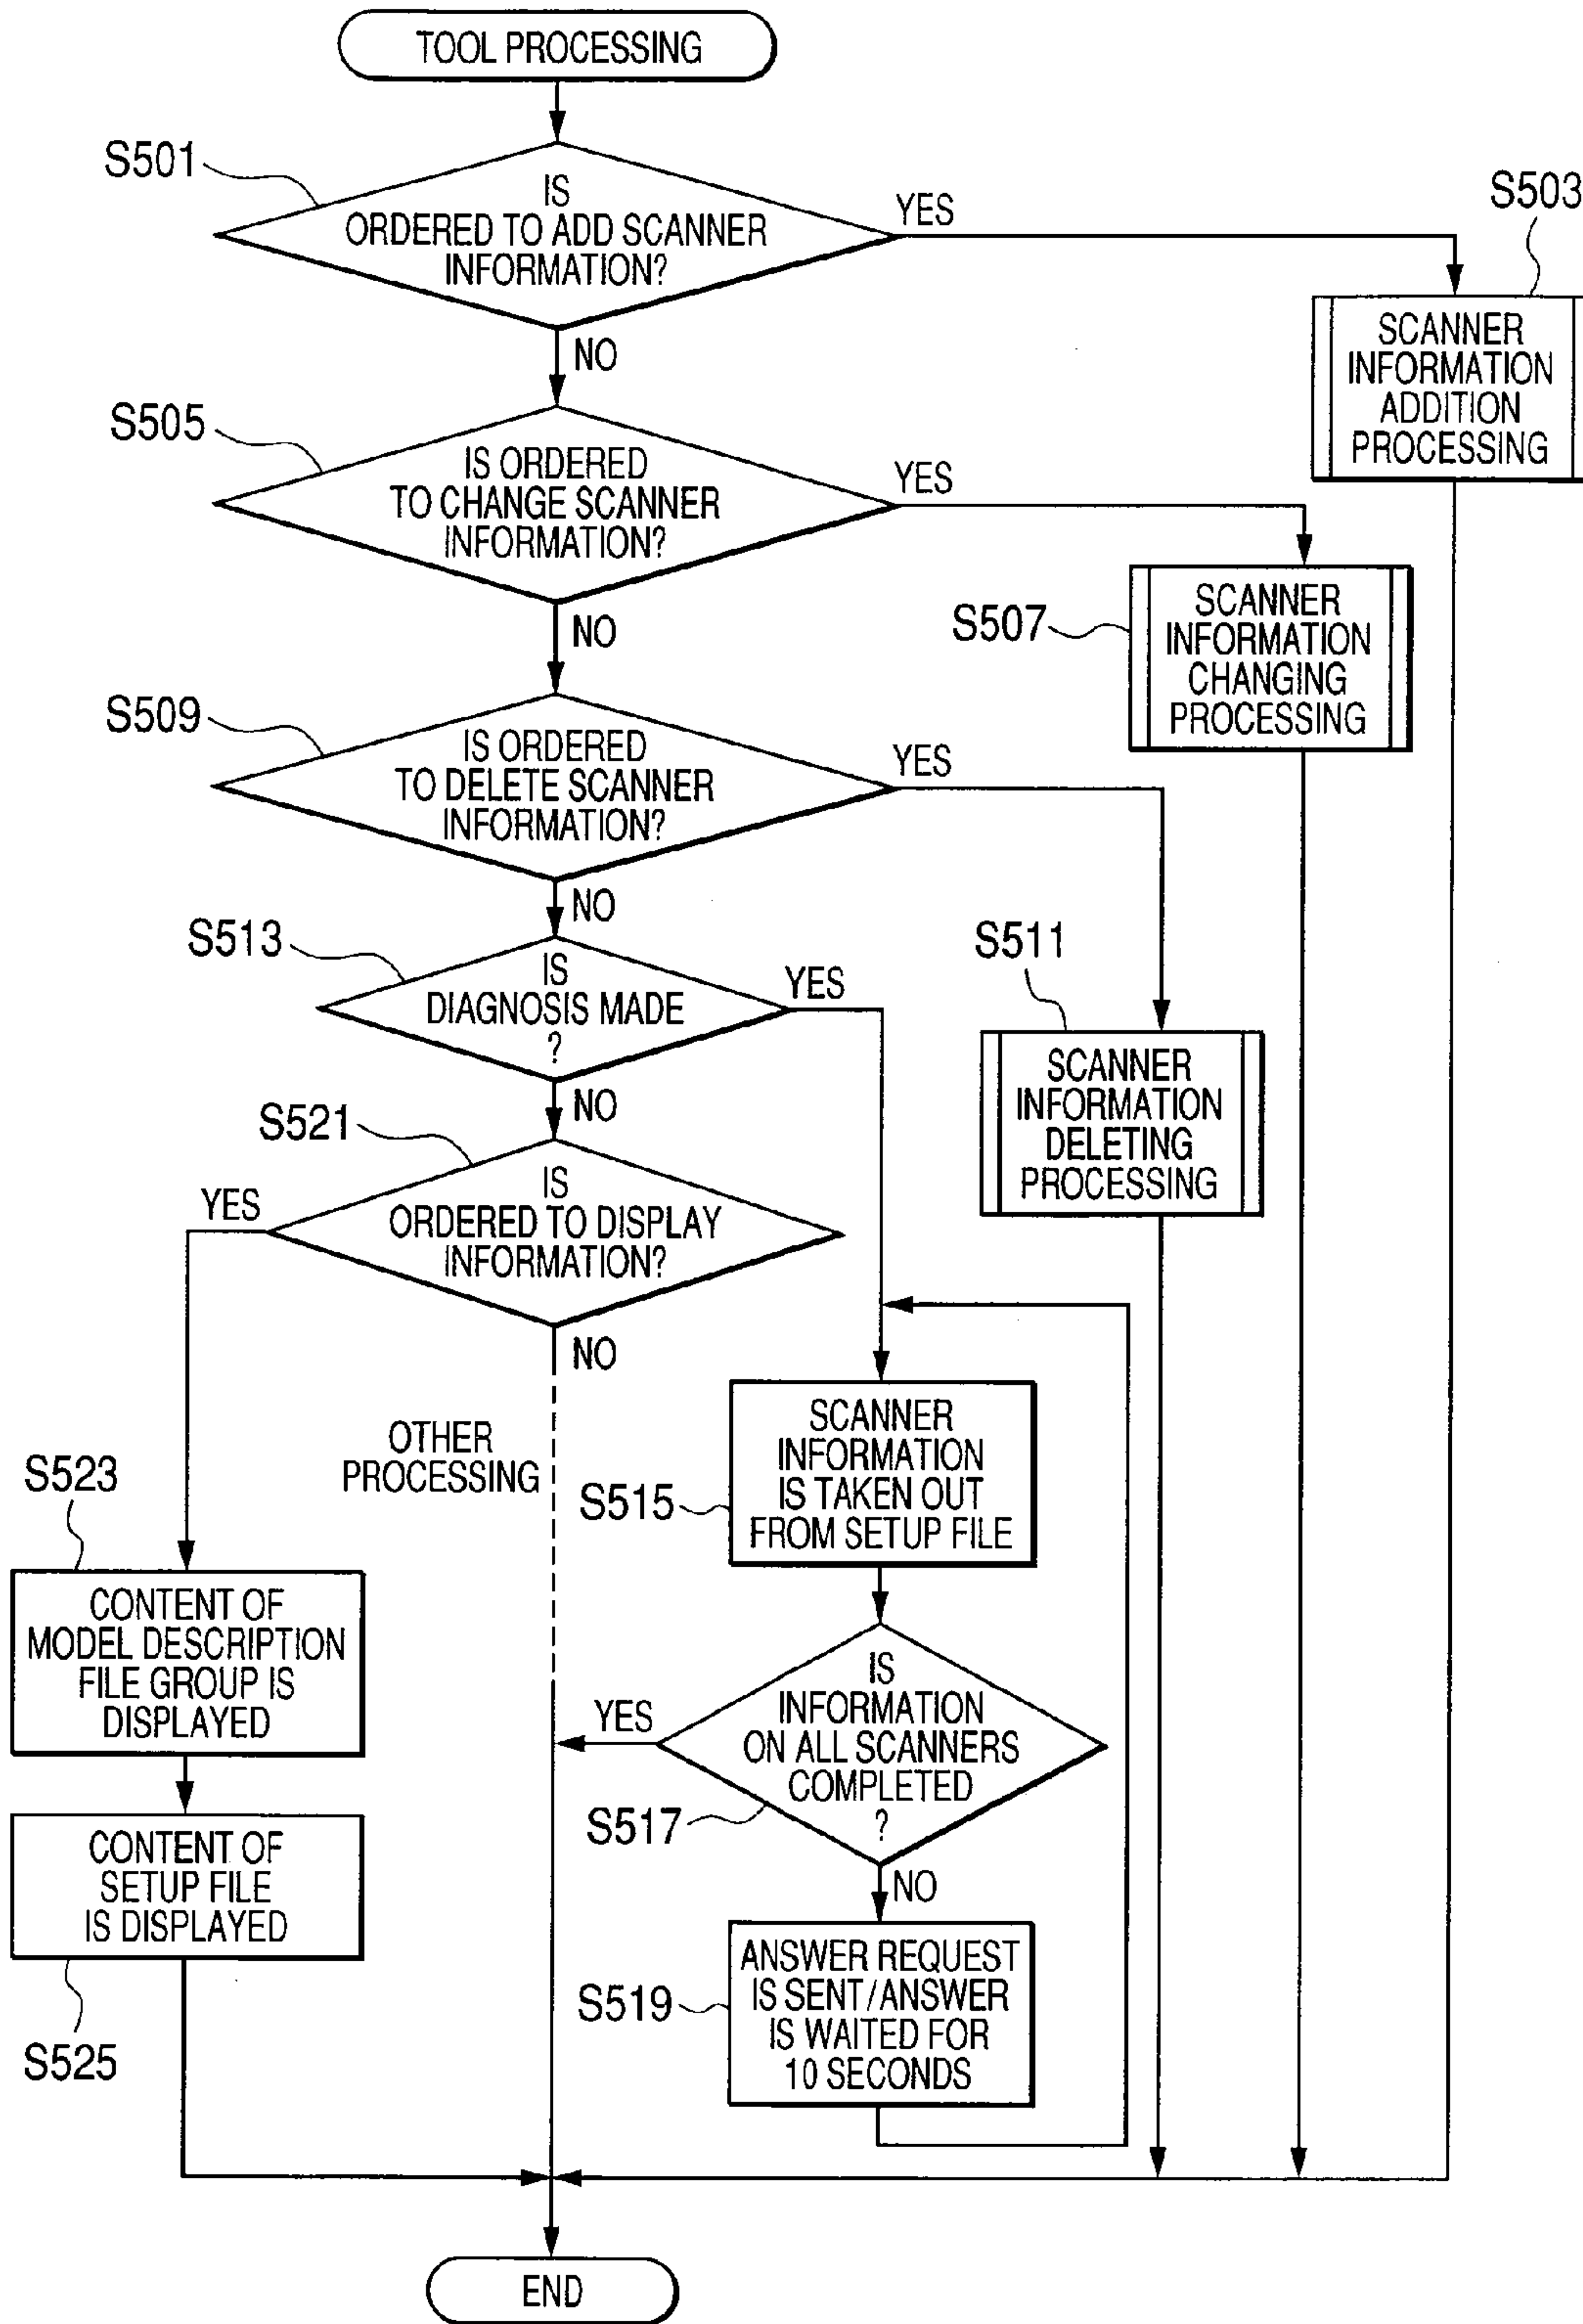 TOOL PROCESSING
S501
IS
ORDERED TO ADD SCANNER
INFORMATION?
YES
NO
S503
SCANNER
INFORMATION
ADDITION
PROCESSING
S505
IS ORDERED
TO CHANGE SCANNER
INFORMATION?
YES
NO
S507
SCANNER
INFORMATION
CHANGING
PROCESSING
S509
IS ORDERED
TO DELETE SCANNER
INFORMATION?
YES
NO
S511
SCANNER
INFORMATION
DELETING
PROCESSING
S513
IS
DIAGNOSIS MADE
?
YES
NO
S521
IS
ORDERED TO DISPLAY
INFORMATION?
YES
NO
OTHER
PROCESSING
S515
SCANNER
INFORMATION
IS TAKEN OUT
FROM SETUP FILE
S523
CONTENT OF
MODEL DESCRIPTION
FILE GROUP IS
DISPLAYED
S517
IS
INFORMATION
ON ALL SCANNERS
COMPLETED
?
YES
NO
CONTENT OF
SETUP FILE
IS DISPLAYED
S525
S519
ANSWER REQUEST
IS SENT/ANSWER
IS WAITED FOR
10 SECONDS
END